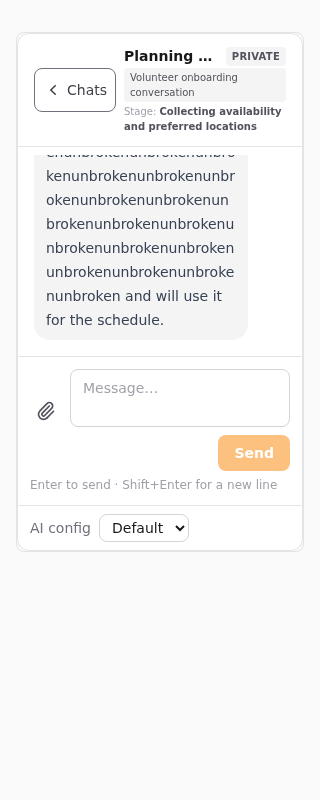 Chats
Planning ...
PRIVATE
Volunteer onboarding
conversation
Stage: Collecting availability
and preferred locations
kenunbrokenunbrokenunbr
okenunbrokenunbrokenun
brokenunbrokenunbrokenu
nbrokenunbrokenunbroken
unbrokenunbrokenunbroke
nunbroken and will use it
for the schedule.
Message...
Send
Enter to send · Shift+Enter for a new line
AI config
Default